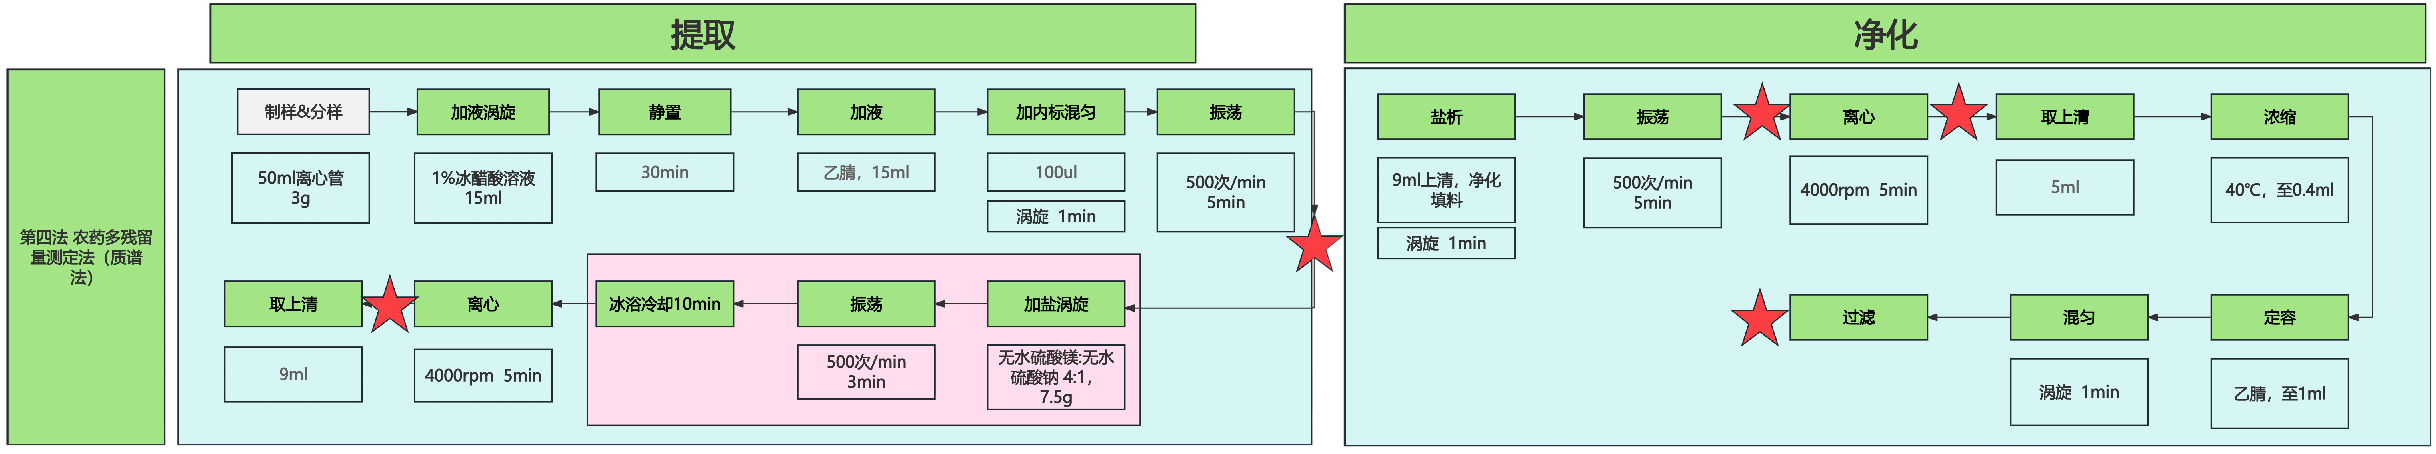 提取
净化
第四法 农药多残留
量测定法（质谱
法）
制样&分样
加液涡旋
静置
加液
加内标混匀
振荡
50ml离心管
3g
1%冰醋酸溶液
15ml
30min
乙腈，15ml
100ul
涡旋 1min
500次/min
5min
取上清
离心
冰浴冷却10min
振荡
加盐涡旋
9ml
4000rpm 5min
500次/min
3min
无水硫酸镁:无水
硫酸钠 4:1，
7.5g
盐析
振荡
离心
取上清
浓缩
9ml上清，净化
填料
涡旋 1min
500次/min
5min
4000rpm 5min
5ml
40℃，至0.4ml
过滤
混匀
定容
涡旋 1min
乙腈，至1ml